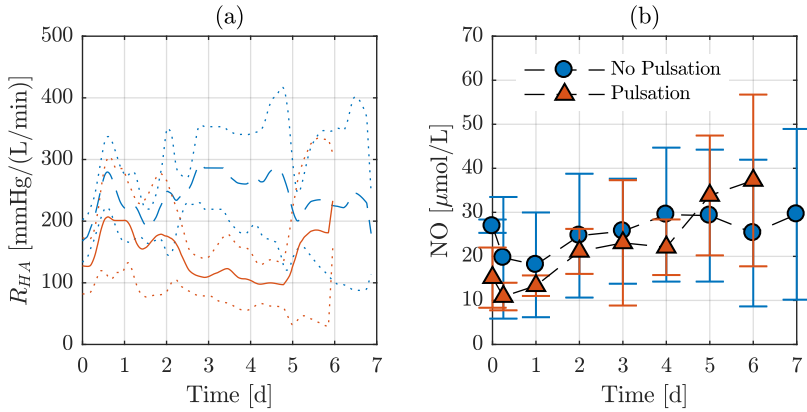 (a)
500
400
300
200
100
0
R_HA [mmHg/(L/min)]
0 1 2 3 4 5 6 7
Time [d]
(b)
70
60
50
40
30
20
10
0
NO [μmol/L]
No Pulsation
Pulsation
0 1 2 3 4 5 6 7
Time [d]